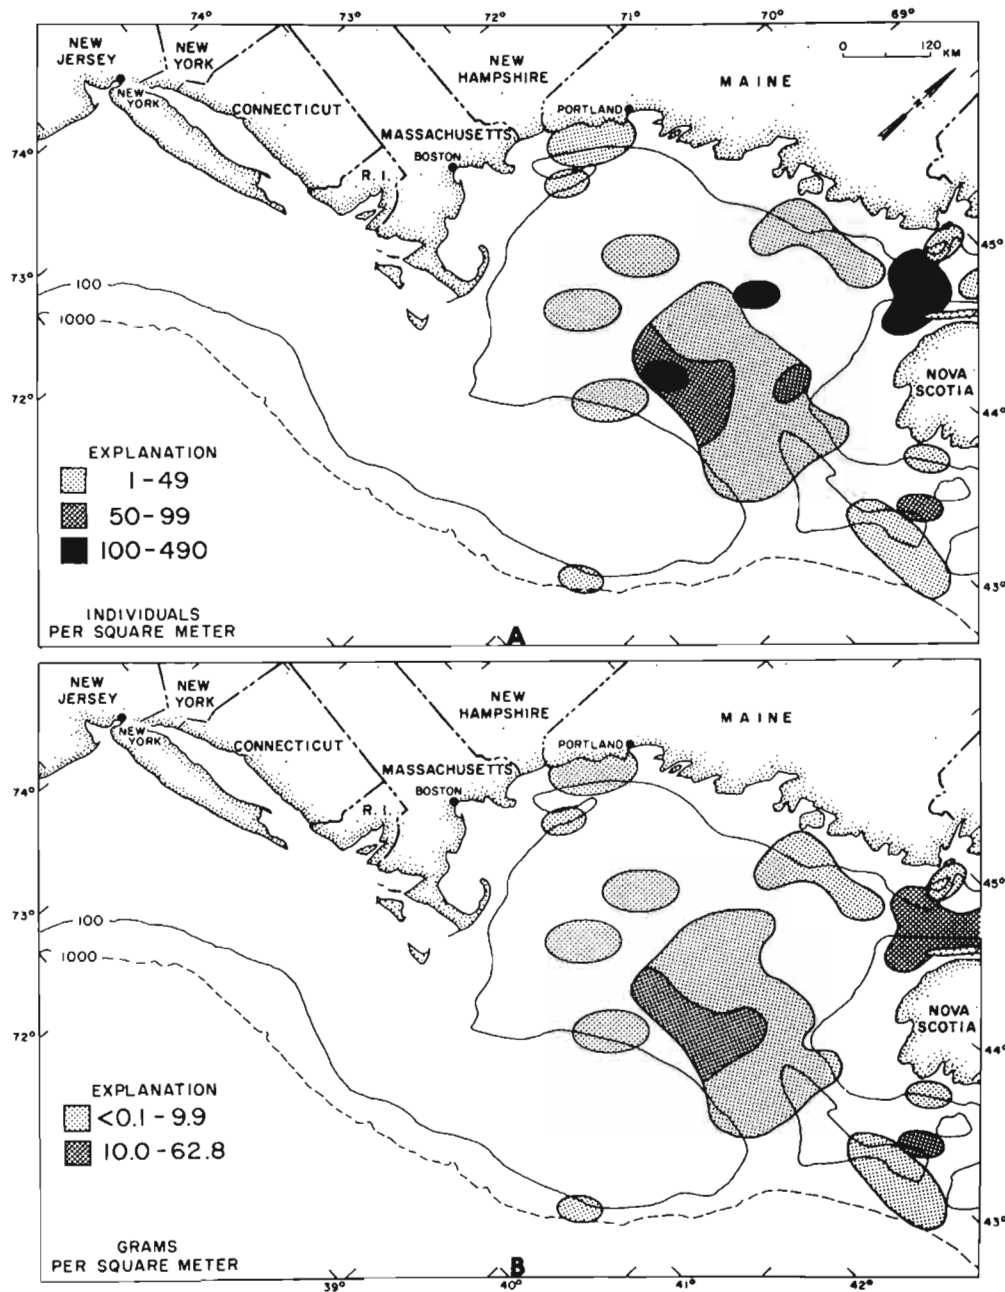 74°
73°
72°
71°
70°
69°
NEW
JERSEY
NEW
YORK
NEW
YORK
CONNECTICUT
MASSACHUSETTS
BOSTON
R.I.
NEW
HAMPSHIRE
PORTLAND
MAINE
0 120 KM
74°
73°
72°
100
1000
45°
NOVA
SCOTIA
44°
43°
EXPLANATION
1-49
50-99
100-490
INDIVIDUALS
PER SQUARE METER
A
NEW
JERSEY
NEW
YORK
NEW
YORK
CONNECTICUT
MASSACHUSETTS
BOSTON
R.I.
NEW
HAMPSHIRE
PORTLAND
MAINE
74°
73°
72°
100
1000
45°
NOVA
SCOTIA
44°
43°
EXPLANATION
<0.1-9.9
10.0-62.8
GRAMS
PER SQUARE METER
B
39°
40°
41°
42°